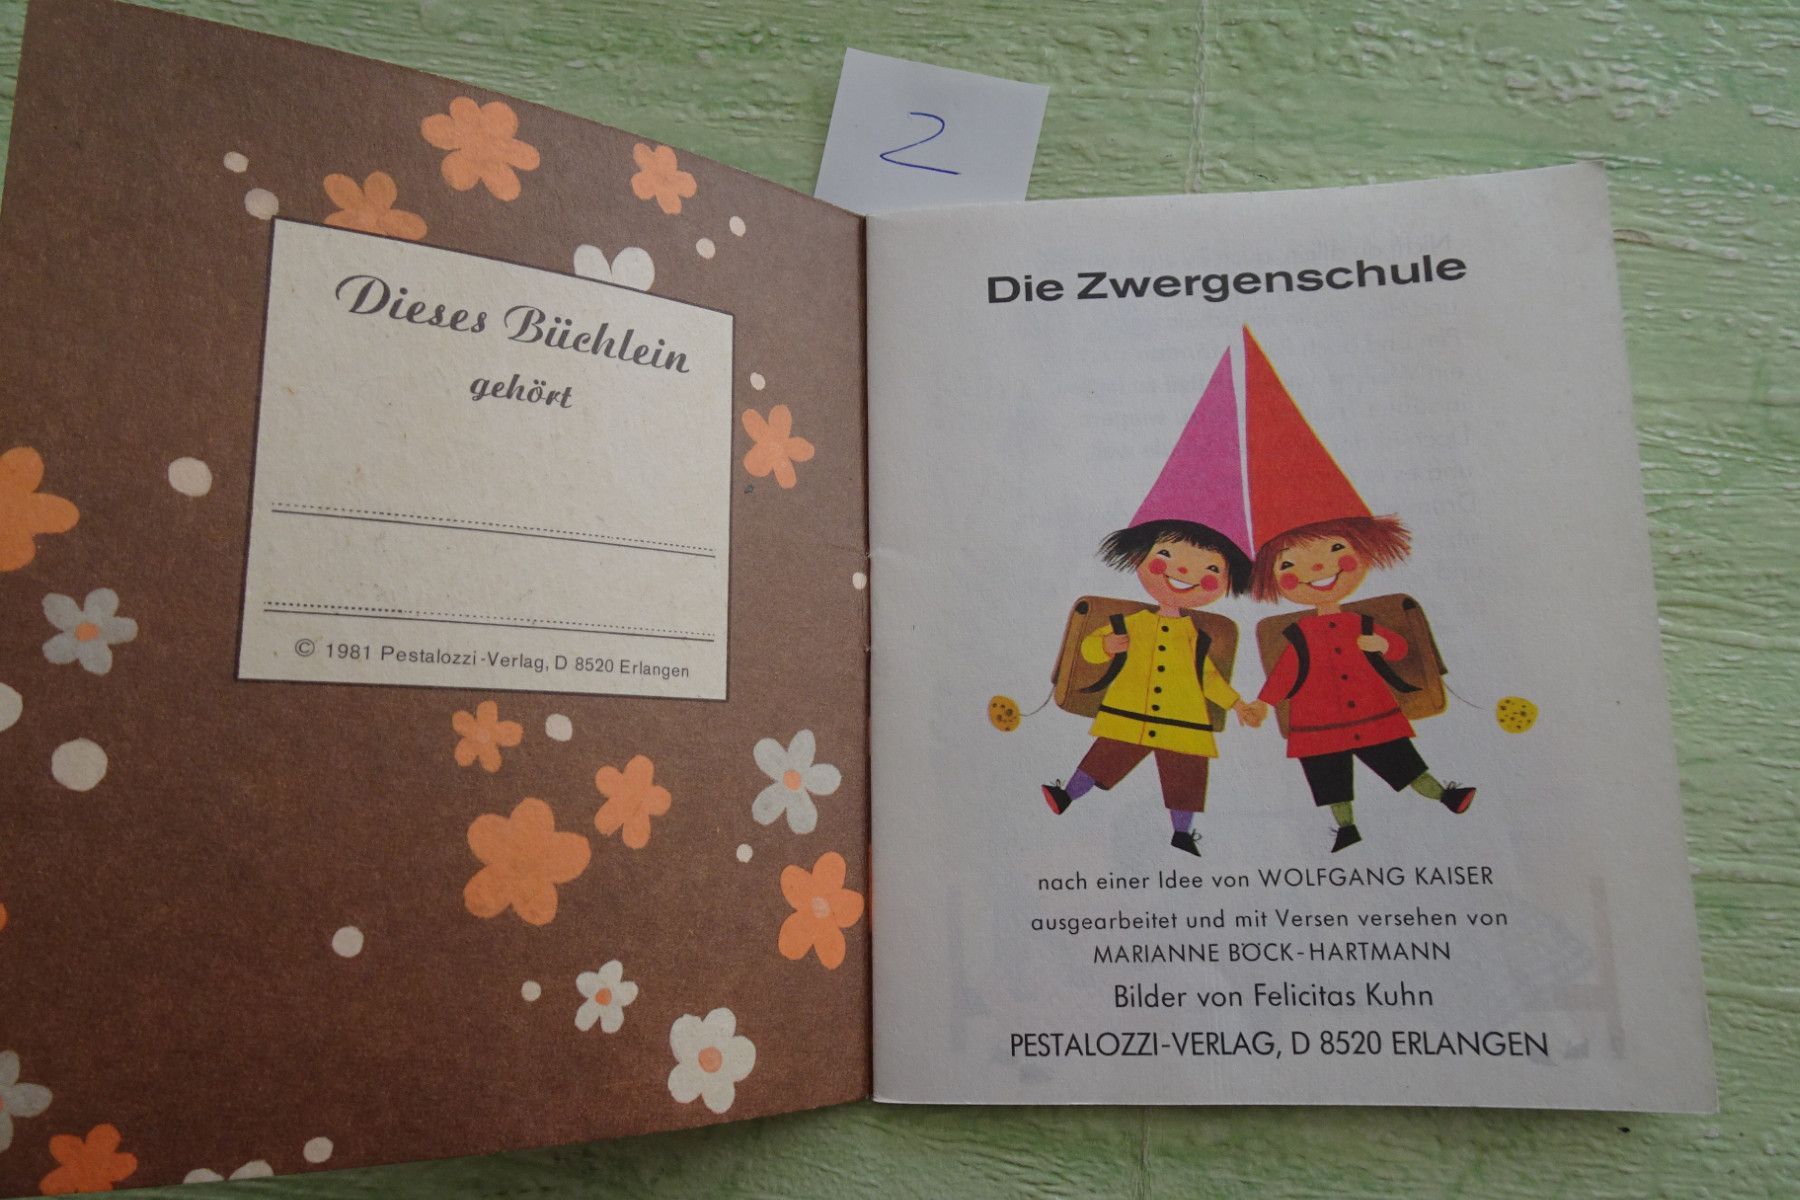 2
Dieses Büchlein
gehört
© 1981 Pestalozzi-Verlag, D 8520 Erlangen
Die Zwergenschule
nach einer Idee von WOLFGANG KAISER
ausgearbeitet und mit Versen versehen von
MARIANNE BÖCK-HARTMANN
Bilder von Felicitas Kuhn
PESTALOZZI-VERLAG, D 8520 ERLANGEN